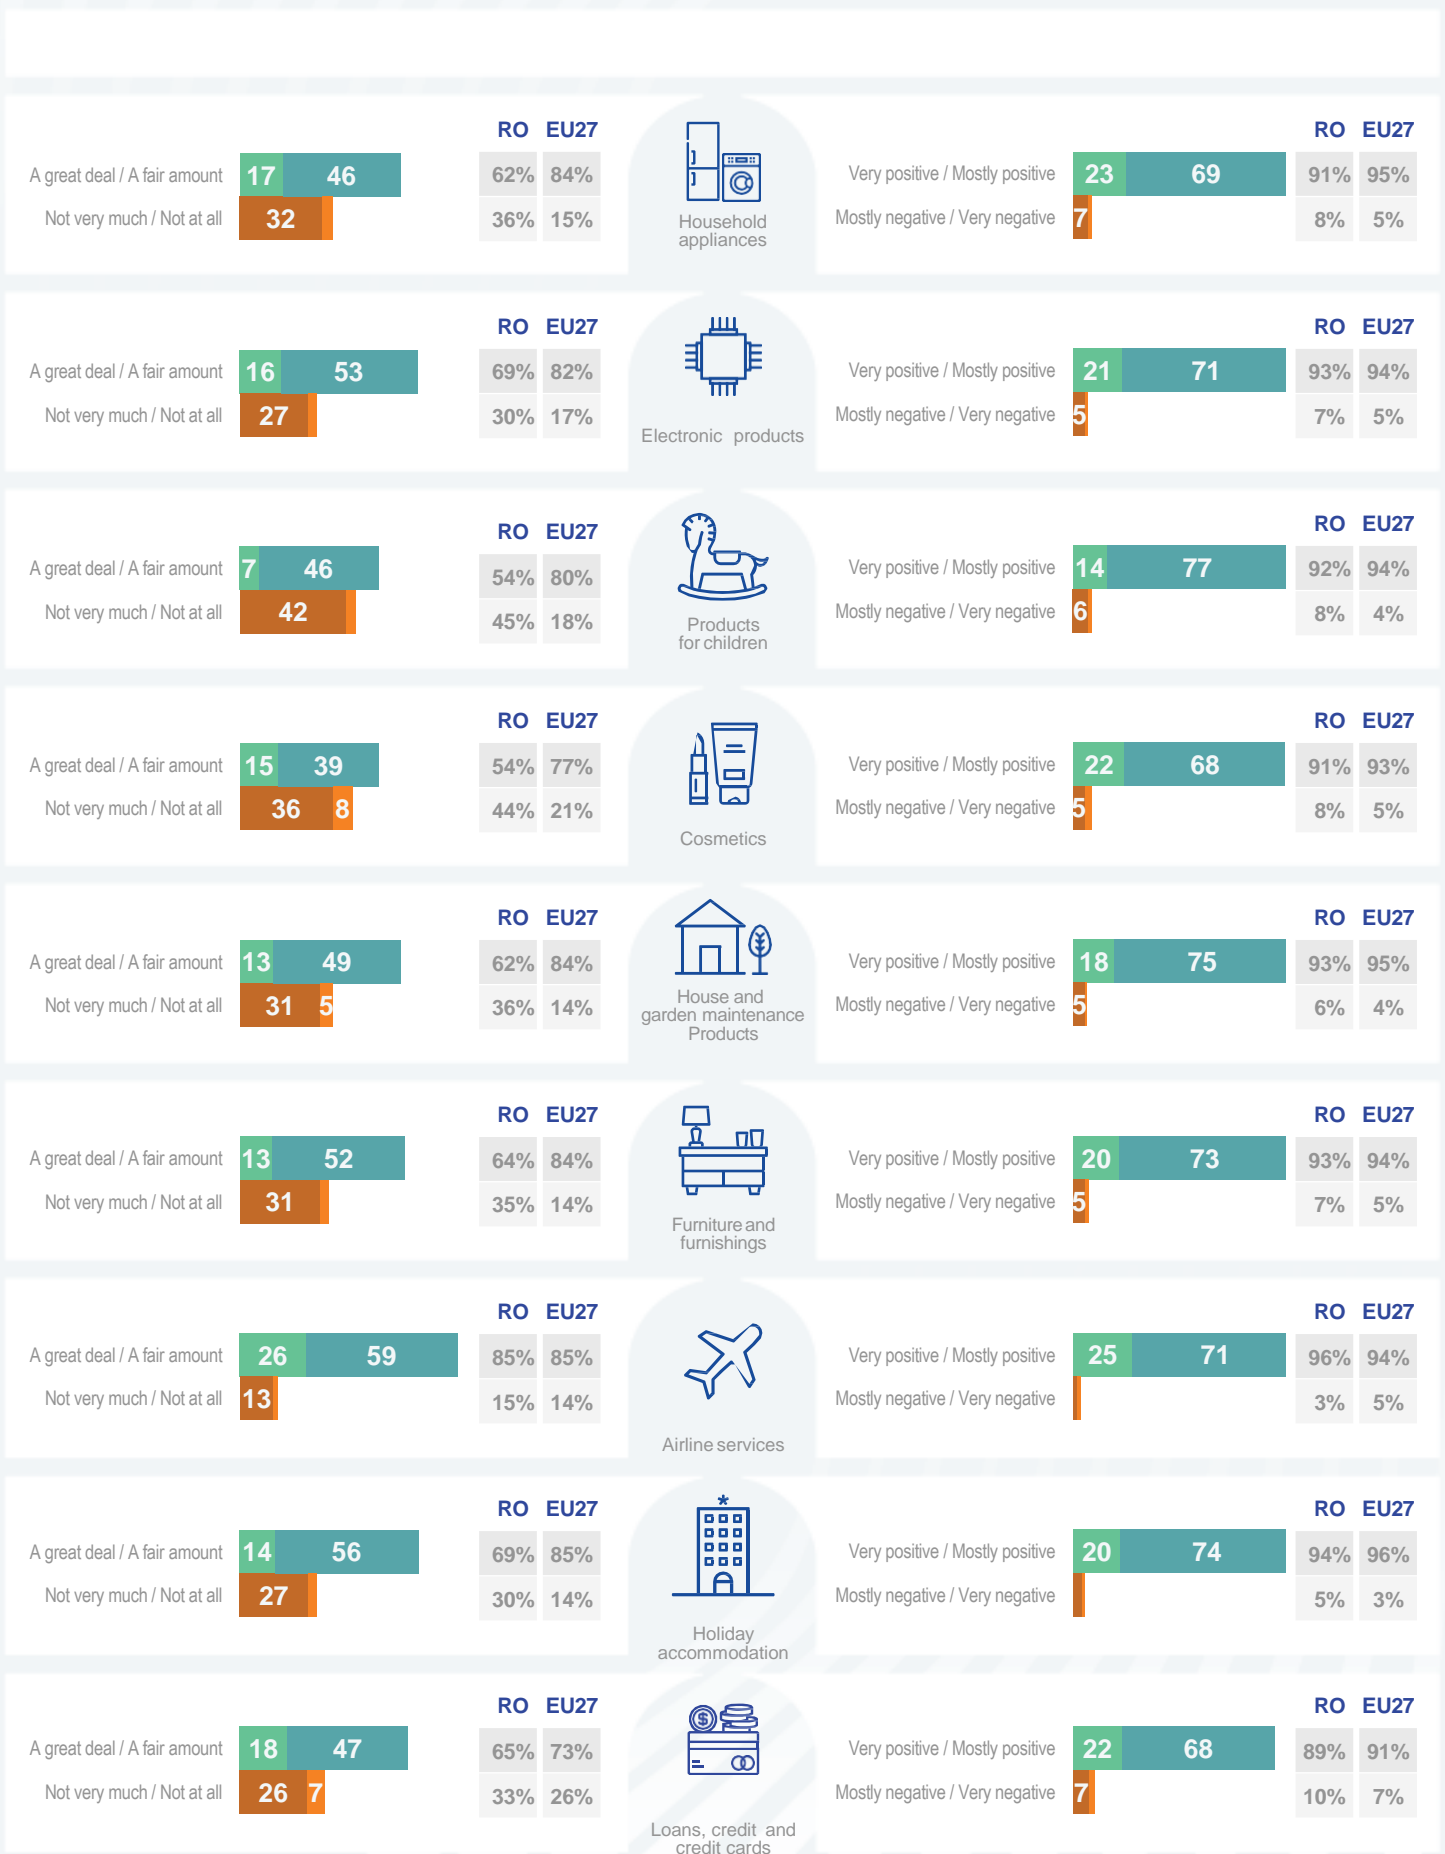 RO EU27
A great deal / A fair amount 17 46 62% 84%
Not very much / Not at all 32 36% 15%
Household
appliances
RO EU27
Very positive / Mostly positive 23 69 91% 95%
Mostly negative / Very negative 7 8% 5%
RO EU27
A great deal / A fair amount 16 53 69% 82%
Not very much / Not at all 27 30% 17%
Electronic products
RO EU27
Very positive / Mostly positive 21 71 93% 94%
Mostly negative / Very negative 5 7% 5%
RO EU27
A great deal / A fair amount 7 46 54% 80%
Not very much / Not at all 42 45% 18%
Products
for children
RO EU27
Very positive / Mostly positive 14 77 92% 94%
Mostly negative / Very negative 6 8% 4%
RO EU27
A great deal / A fair amount 15 39 54% 77%
Not very much / Not at all 36 8 44% 21%
Cosmetics
RO EU27
Very positive / Mostly positive 22 68 91% 93%
Mostly negative / Very negative 5 8% 5%
RO EU27
A great deal / A fair amount 13 49 62% 84%
Not very much / Not at all 31 5 36% 14%
House and
garden maintenance
Products
RO EU27
Very positive / Mostly positive 18 75 93% 95%
Mostly negative / Very negative 5 6% 4%
RO EU27
A great deal / A fair amount 13 52 64% 84%
Not very much / Not at all 31 35% 14%
Furniture and
furnishings
RO EU27
Very positive / Mostly positive 20 73 93% 94%
Mostly negative / Very negative 5 7% 5%
RO EU27
A great deal / A fair amount 26 59 85% 85%
Not very much / Not at all 13 15% 14%
Airline services
RO EU27
Very positive / Mostly positive 25 71 96% 94%
Mostly negative / Very negative 3% 5%
RO EU27
A great deal / A fair amount 14 56 69% 85%
Not very much / Not at all 27 30% 14%
Holiday
accommodation
RO EU27
Very positive / Mostly positive 20 74 94% 96%
Mostly negative / Very negative 5% 3%
RO EU27
A great deal / A fair amount 18 47 65% 73%
Not very much / Not at all 26 7 33% 26%
$
Loans, credit and
credit cards
RO EU27
Very positive / Mostly positive 22 68 89% 91%
Mostly negative / Very negative 7 10% 7%